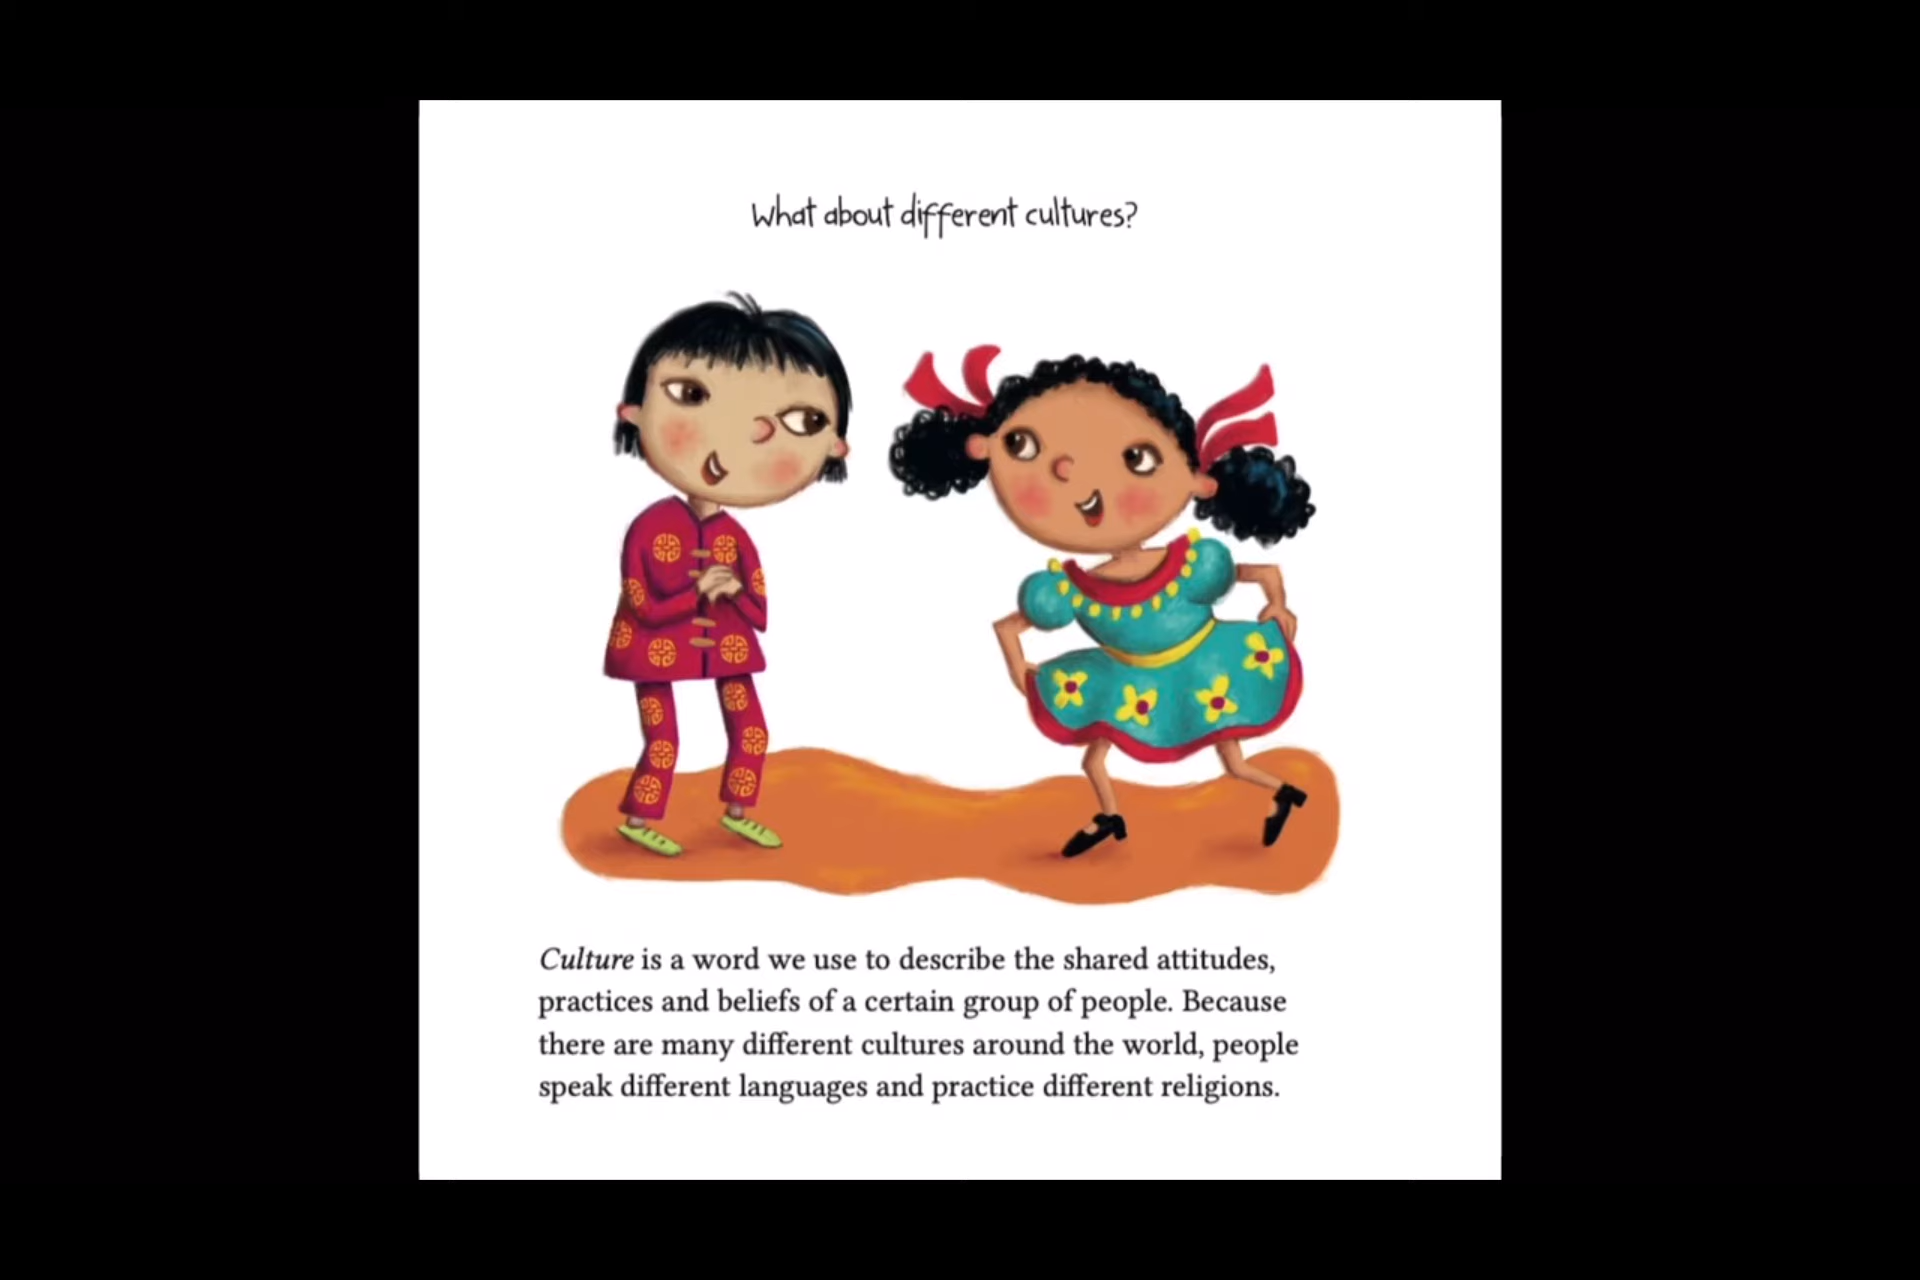 What about different cultures?
Culture is a word we use to describe the shared attitudes,
practices and beliefs of a certain group of people. Because
there are many different cultures around the world, people
speak different languages and practice different religions.